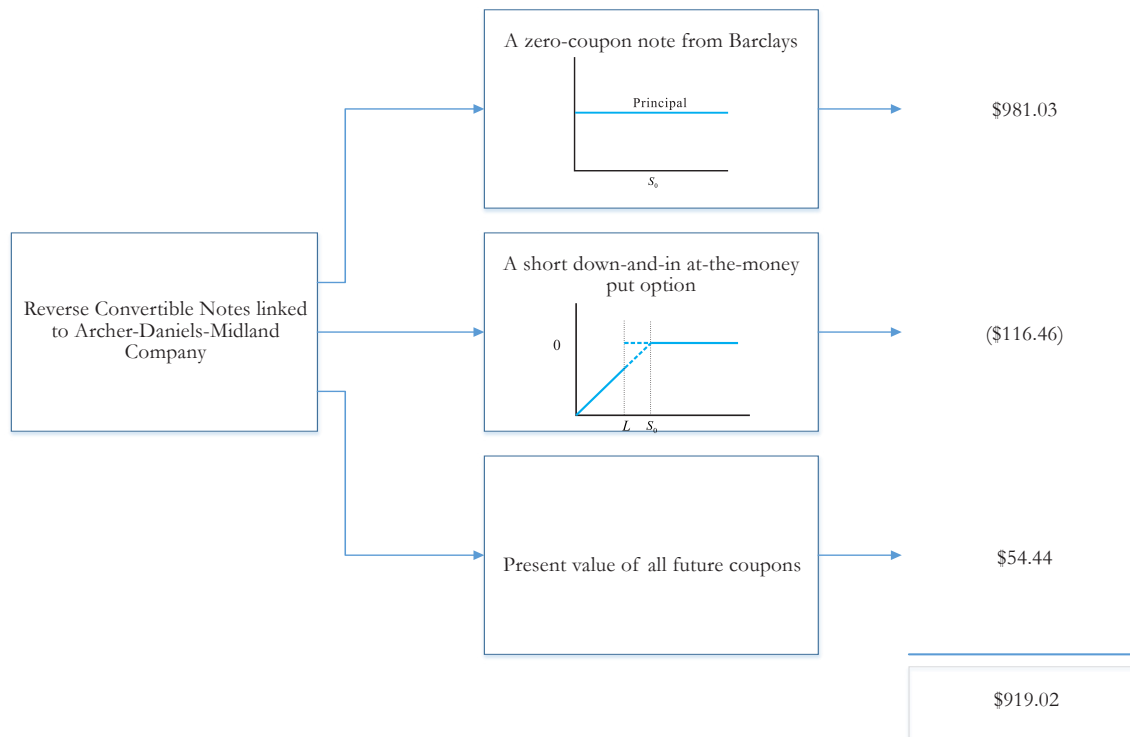 A zero-coupon note from Barclays
Principal
S₀
$981.03
Reverse Convertible Notes linked
to Archer-Daniels-Midland
Company
A short down-and-in at-the-money
put option
0
L S₀
($116.46)
Present value of all future coupons
$54.44
$919.02